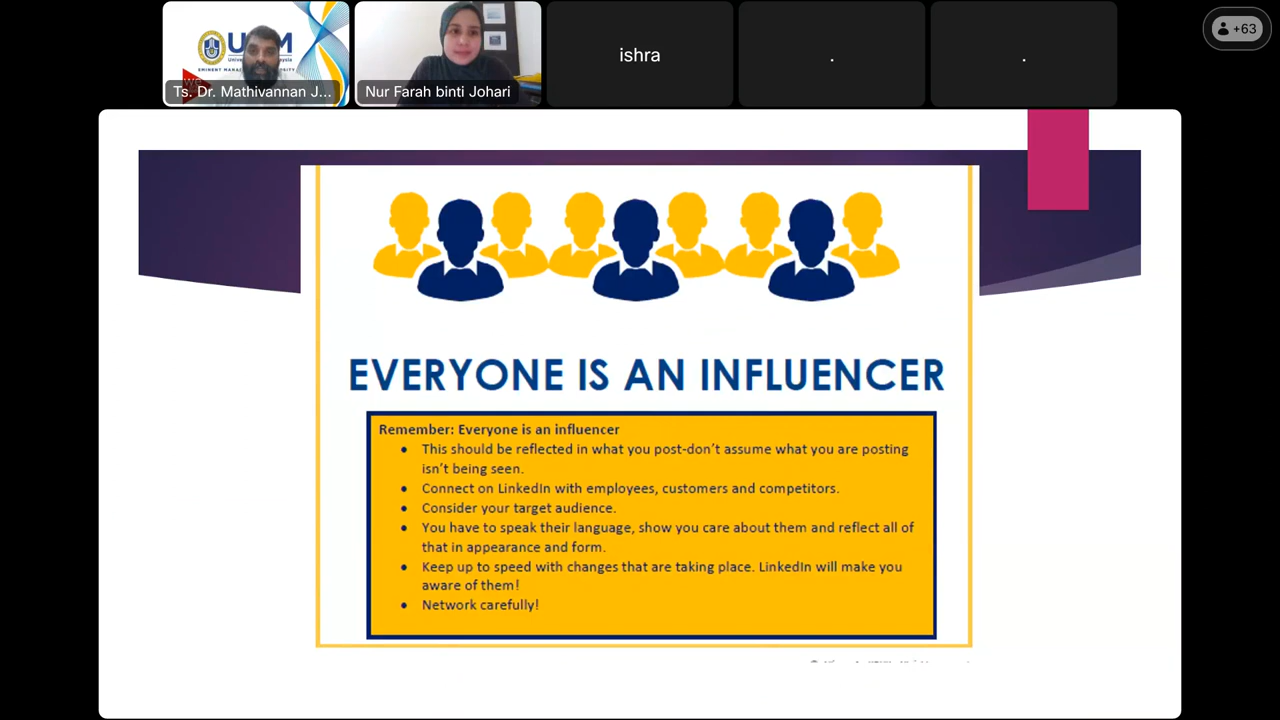 Ts. Dr. Mathivannan J...
Nur Farah binti Johari
ishra
.
.
+63
EVERYONE IS AN INFLUENCER
Remember: Everyone is an influencer
● This should be reflected in what you post-don't assume what you are posting
isn't being seen.
● Connect on LinkedIn with employees, customers and competitors.
● Consider your target audience.
● You have to speak their language, show you care about them and reflect all of
that in appearance and form.
● Keep up to speed with changes that are taking place. LinkedIn will make you
aware of them!
● Network carefully!